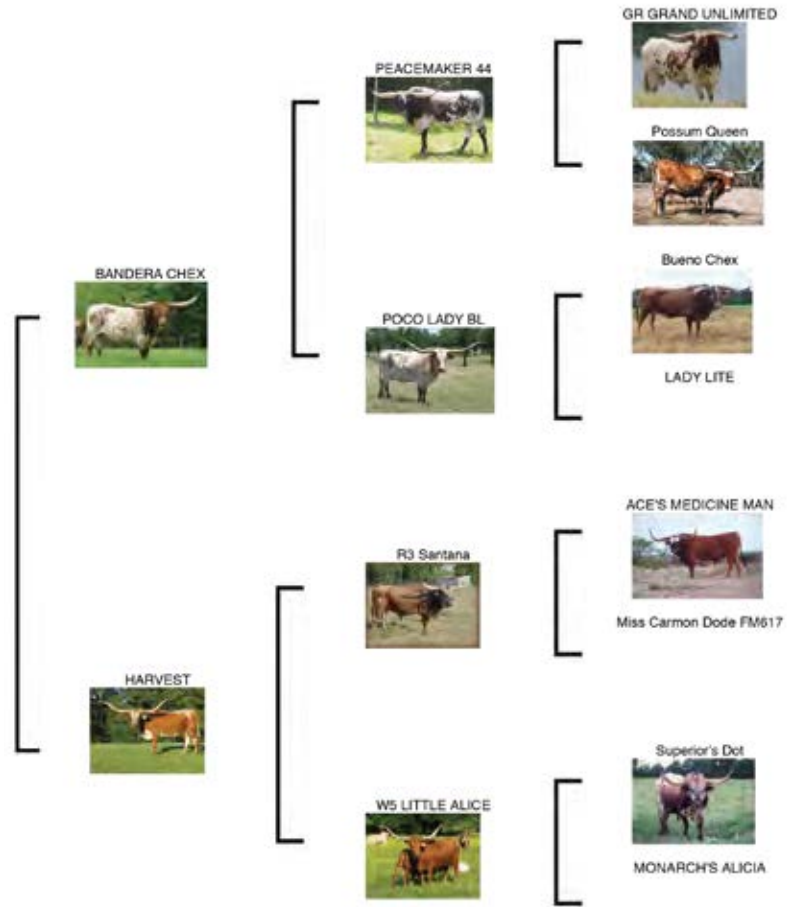 GR GRAND UNLIMITED
PEACEMAKER 44
Possum Queen
BANDERA CHEX
Bueno Chex
POCO LADY BL
LADY LITE
ACE'S MEDICINE MAN
R3 Santana
Miss Carmon Dode FM617
HARVEST
Superior's Dot
W5 LITTLE ALICE
MONARCH'S ALICIA